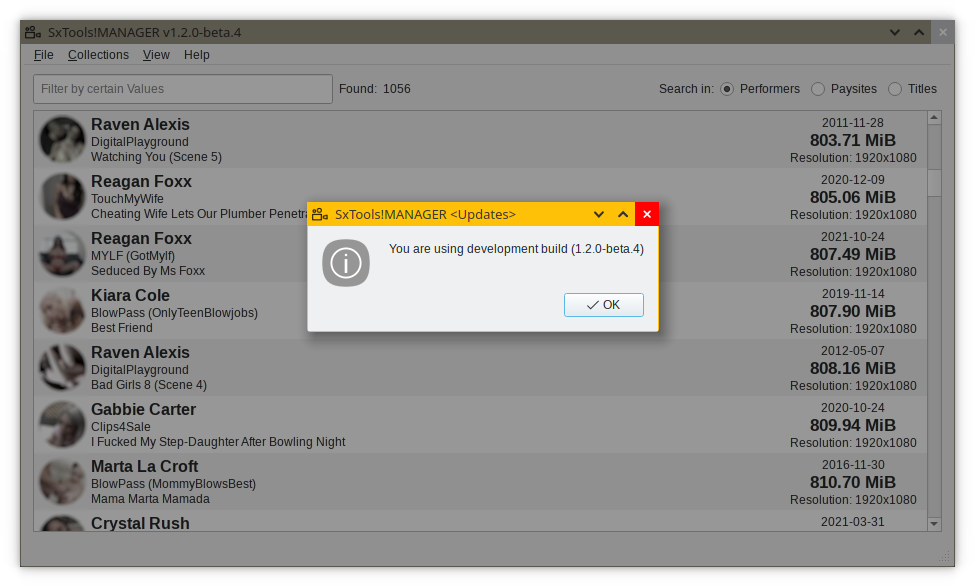 SxTools!MANAGER v1.2.0-beta.4
File Collections View Help
Filter by certain Values Found: 1056 Search in: Performers Paysites Titles
Raven Alexis 2011-11-28
DigitalPlayground 803.71 MiB
Watching You (Scene 5) Resolution: 1920x1080
Reagan Foxx 2020-12-09
TouchMyWife 805.06 MiB
Cheating Wife Lets Our Plumber Penetra Resolution: 1920x1080
SxTools!MANAGER <Updates>
You are using development build (1.2.0-beta.4)
OK
Reagan Foxx 2021-10-24
MYLF (GotMylf) 807.49 MiB
Seduced By Ms Foxx Resolution: 1920x1080
Kiara Cole 2019-11-14
BlowPass (OnlyTeenBlowjobs) 807.90 MiB
Best Friend Resolution: 1920x1080
Raven Alexis 2012-05-07
DigitalPlayground 808.16 MiB
Bad Girls 8 (Scene 4) Resolution: 1920x1080
Gabbie Carter 2020-10-24
Clips4Sale 809.94 MiB
I Fucked My Step-Daughter After Bowling Night Resolution: 1920x1080
Marta La Croft 2016-11-30
BlowPass (MommyBlowsBest) 810.70 MiB
Mama Marta Mamada Resolution: 1920x1080
Crystal Rush 2021-03-31